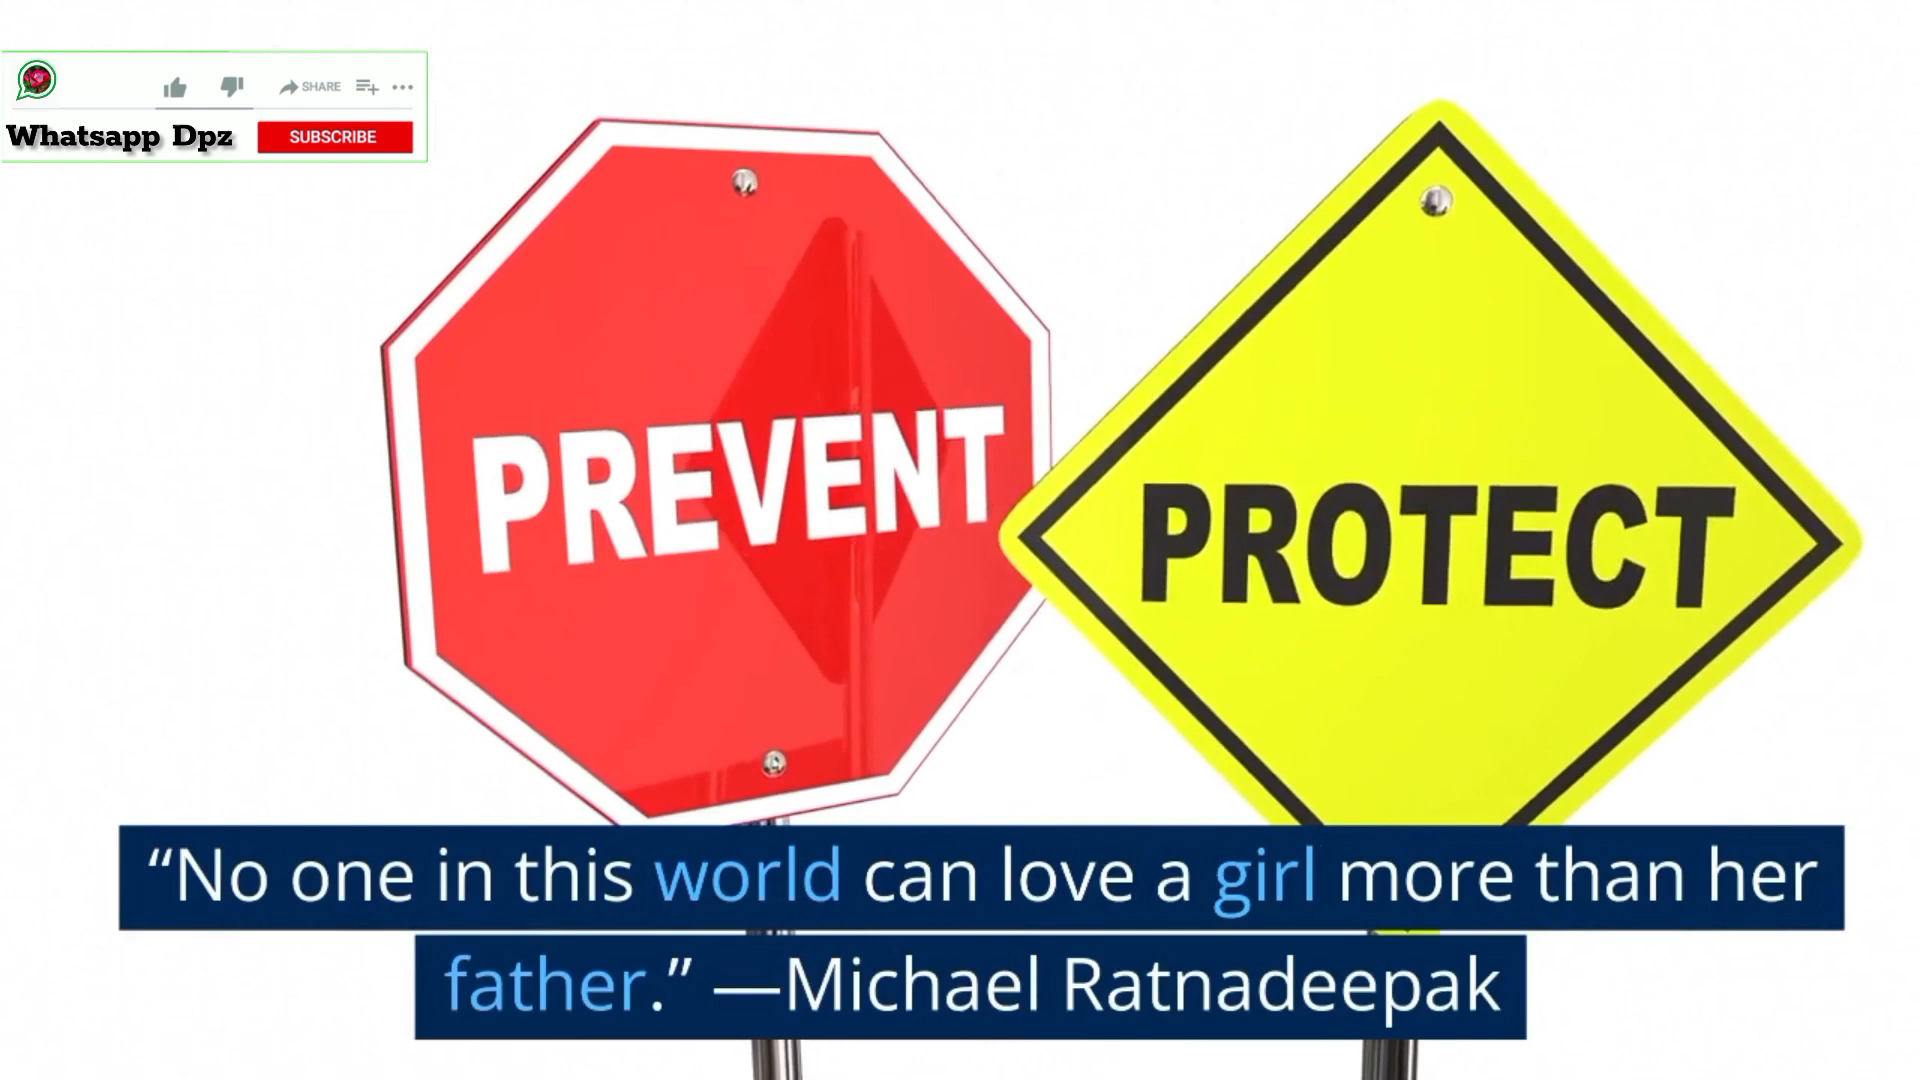 SHARE
Whatsapp Dpz
SUBSCRIBE
PREVENT
PROTECT
“No one in this world can love a girl more than her
father.” —Michael Ratnadeepak